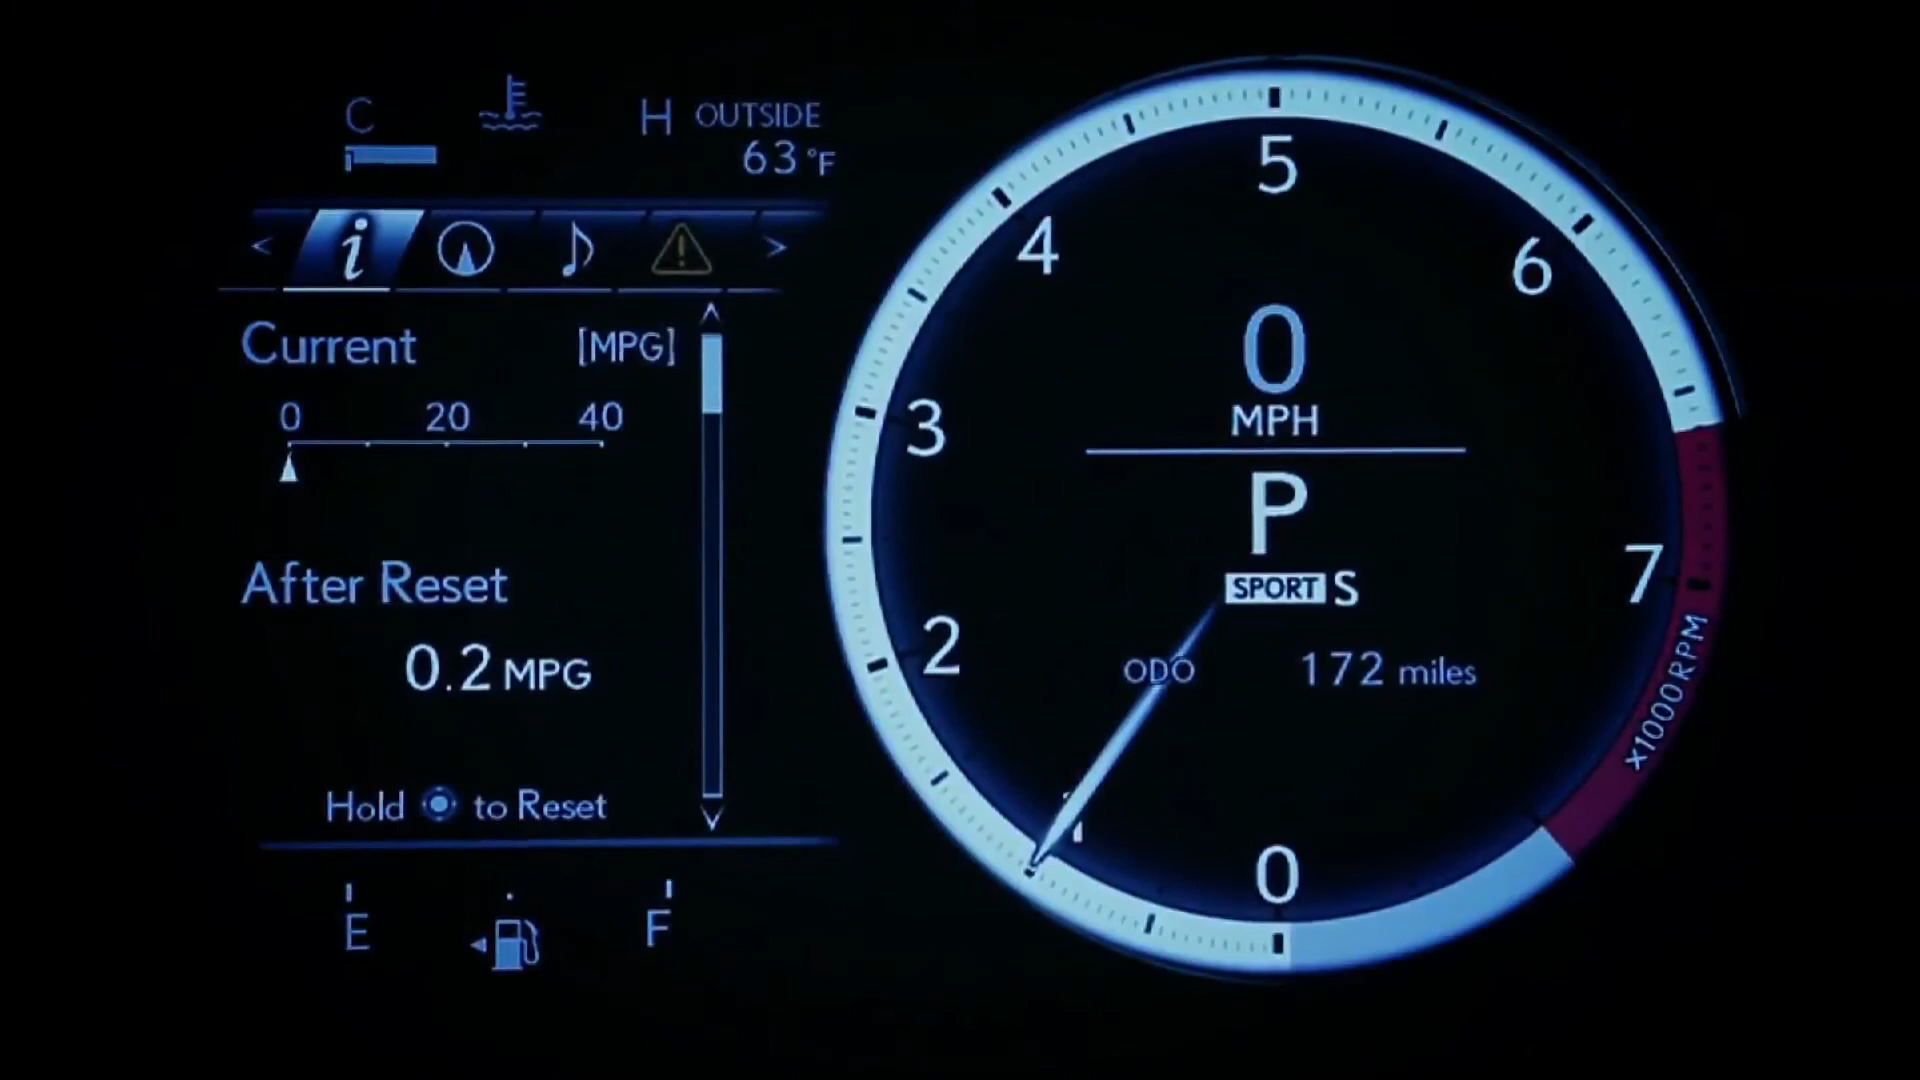 C H OUTSIDE
63 °F
< i >
Current [MPG]
0 20 40
After Reset
0.2 MPG
Hold to Reset
E F
5
4
6
3
7
2
0
0
MPH
P
SPORT S
ODO 172 miles
x1000RPM